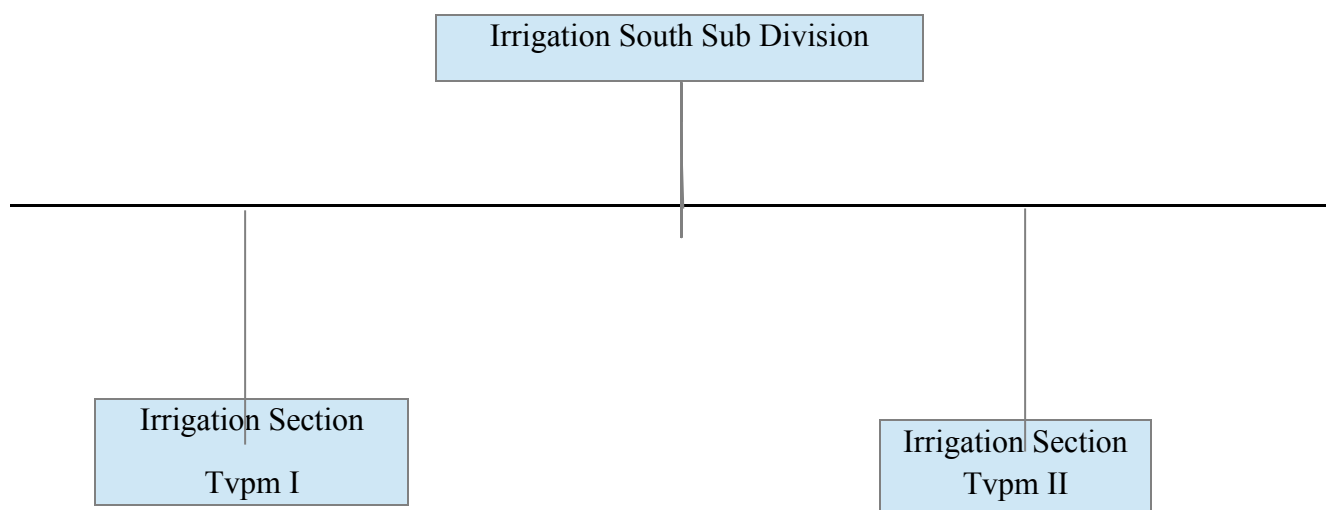 Irrigation South Sub Division
Irrigation Section
Tvpm I
Irrigation Section
Tvpm II